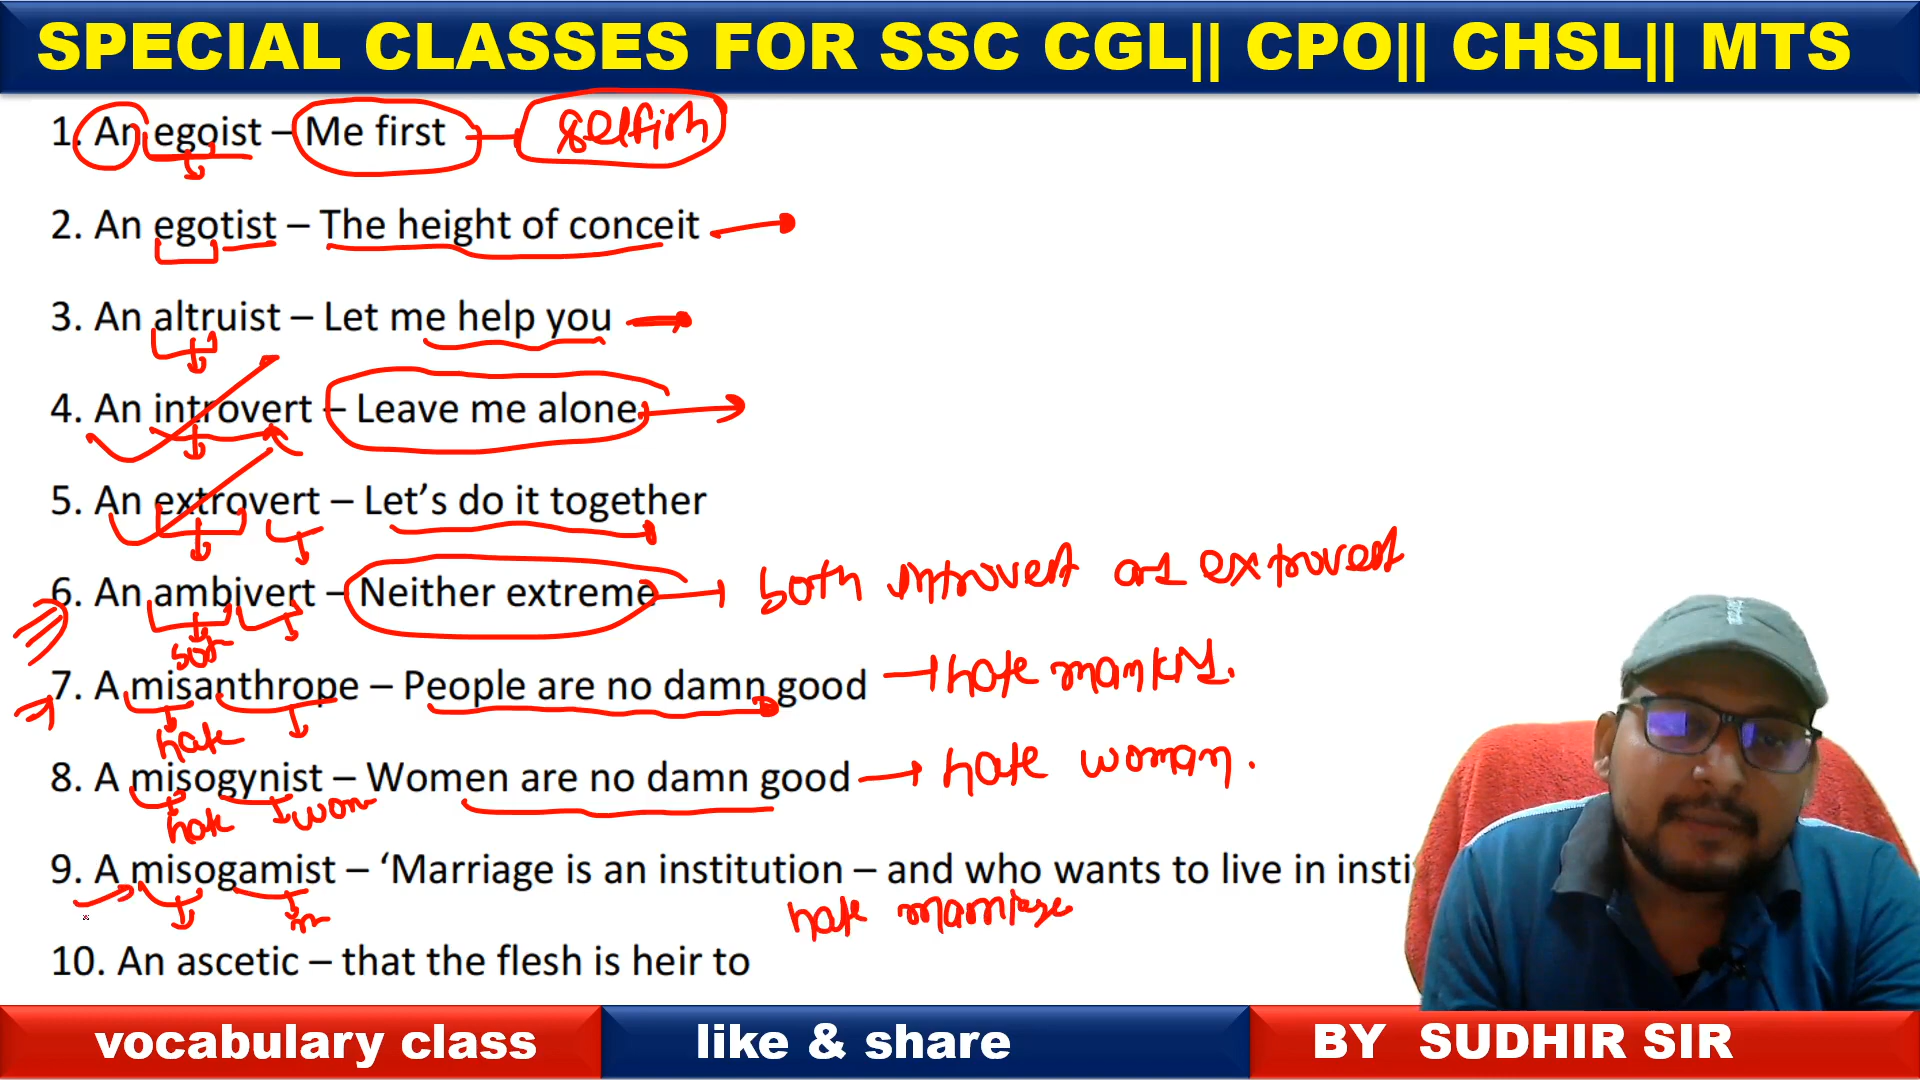 SPECIAL CLASSES FOR SSC CGL|| CPO|| CHSL|| MTS
1. An egoist – Me first selfish
2. An egotist – The height of conceit
3. An altruist – Let me help you
4. An introvert – Leave me alone
5. An extrovert – Let's do it together
6. An ambivert – Neither extreme both introvert extrovert
7. A misanthrope – People are no damn good hate mankind.
hate
8. A misogynist – Women are no damn good hate woman.
hate wom
9. A misogamist – ‘Marriage is an institution – and who wants to live in insti
m hate marriage
10. An ascetic – that the flesh is heir to
vocabulary class like & share BY SUDHIR SIR